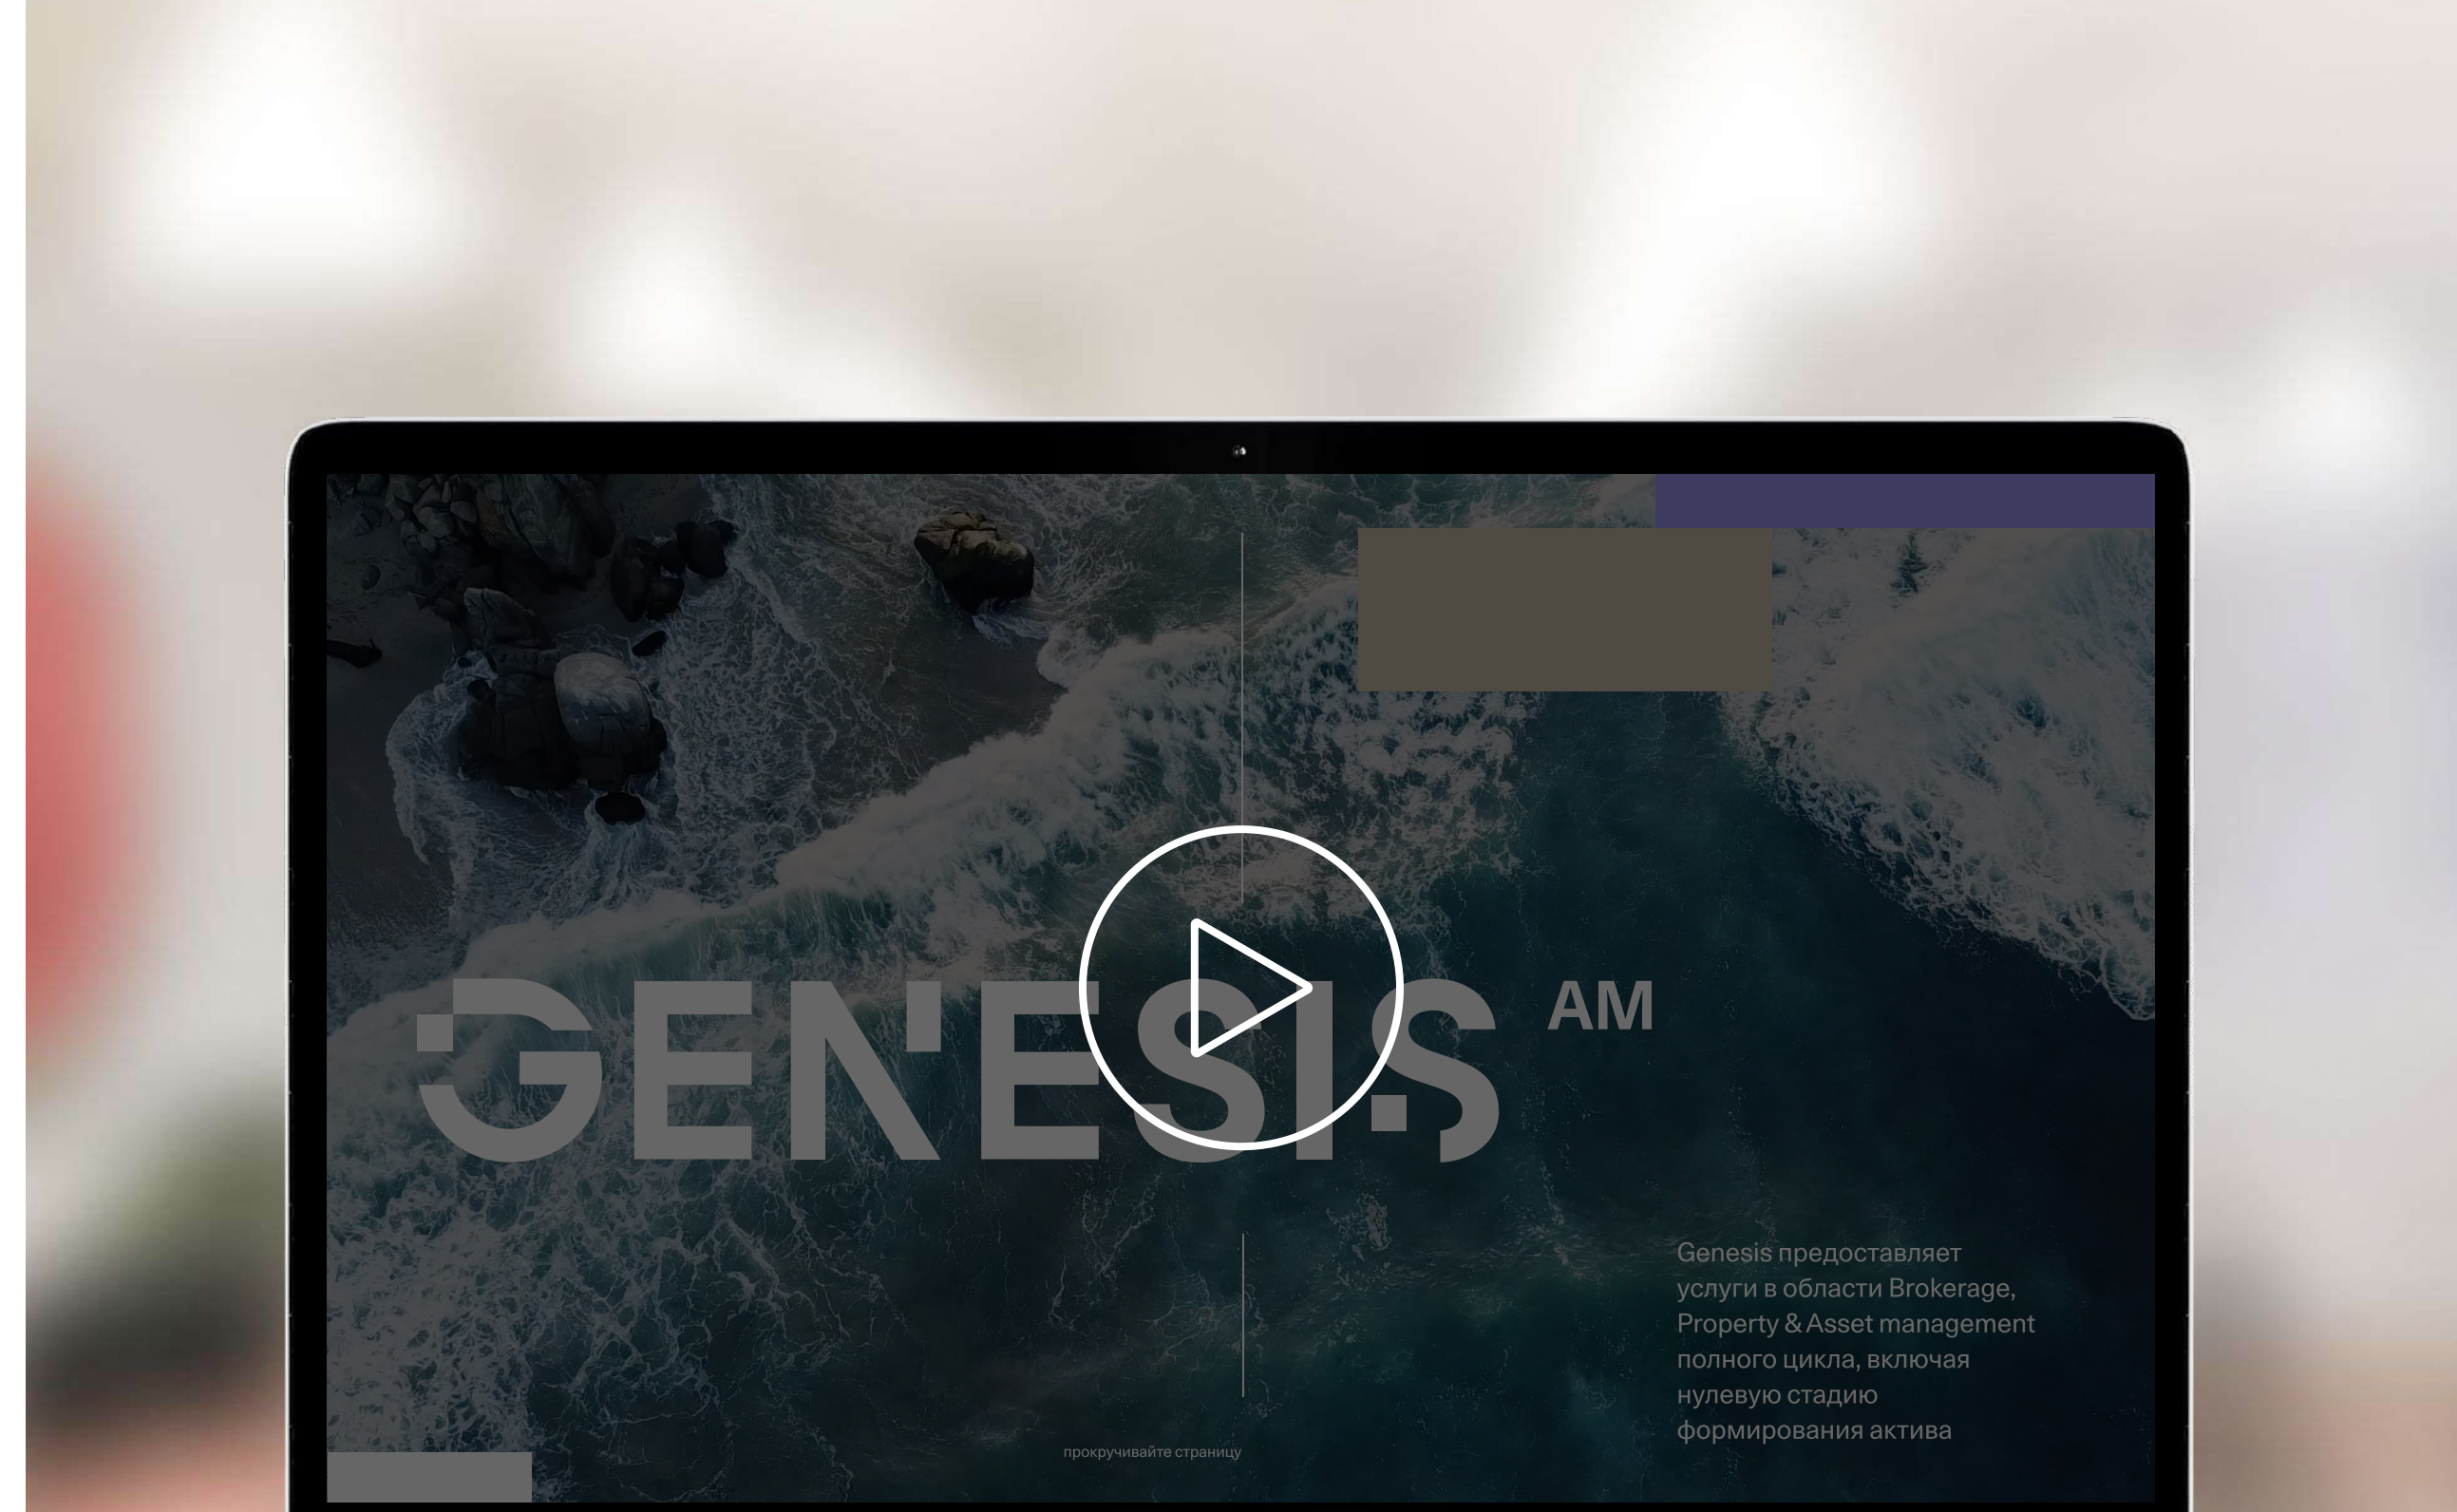 GENESIS AM
Genesis предоставляет
услуги в области Brokerage,
Property & Asset management
полного цикла, включая
нулевую стадию
формирования актива
прокручивайте страницу